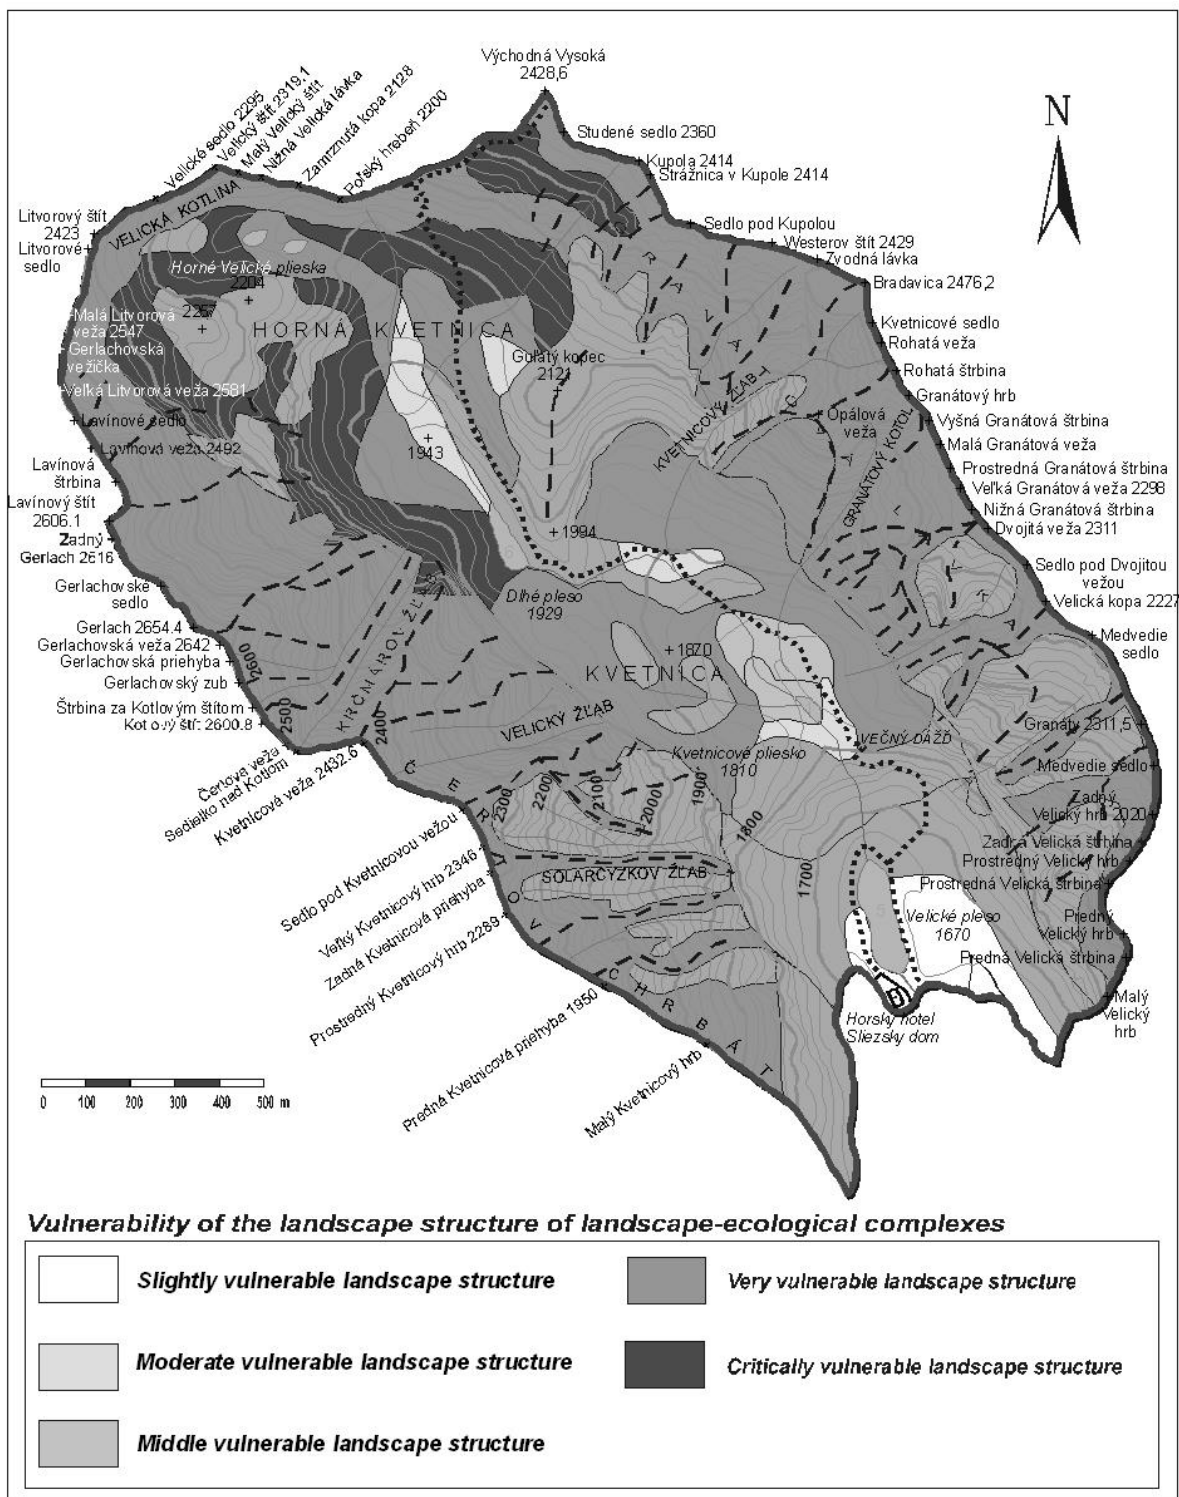 Východná Vysoká
2428,6
N
Velické sedlo 2295
Velický štít 2319,1
Malý Velický štít
Nižná Velická lávka
Zamrznutá kopa 2128
Poľský hrebeň 2200
Studené sedlo 2360
Kupola 2414
Strážnica v Kupole 2414
Sedlo pod Kupolou
Westerov štít 2429
Zvodná lávka
Bradavica 2476,2
Kvetnicové sedlo
Rohatá veža
Rohatá štrbina
Granátový hrb
Vyšná Granátová štrbina
Malá Granátová veža
Prostredná Granátová štrbina
Veľká Granátová veža 2298
Nižná Granátová štrbina
Dvojitá veža 2311
Sedlo pod Dvojitou
vežou
Velická kopa 2227
Medvedie
sedlo
Granáty 2311,5
Medvedie sedlo
Zadný
Velický hrb 2020
Zadná Velická štrbina
Prostredný Velický hrb
Prostredná Velická štrbina
Predný
Velický hrb
Predná Velická štrbina
Malý
Velický
hrb
Litvorový štít
2423
Litvorové
sedlo
VELICKÁ KOTLINA
Horné Velické plieska
2204
2257
HORNÁ KVETNICA
Malá Litvorová
veža 2547
Gerlachovská
vežička
Veľká Litvorová veža 2581
Lavínové sedlo
Lavínová veža 2492
Lavínová
štrbina
Lavínový štít
2606.1
Zadný
Gerlach 2616
Gerlachovské
sedlo
Gerlach 2654.4
Gerlachovská veža 2642
Gerlachovská priehyba
Gerlachovský zub
Štrbina za Kotlovým štítom
Kotlový štít 2600.8
Čertova veža
Sedielko nad Kotlom
Kvetnicová veža 2432.6
Sedlo pod Kvetnicovou vežou
Veľký Kvetnicový hrb 2346
Zadná Kvetnicová priehyba
Prostredný Kvetnicový hrb 2289
Predná Kvetnicová priehyba 1950
Malý Kvetnicový hrb
Guľatý kopec
2121
1943
1994
KVETNICOVÝ ŽĽAB
Opálová
veža
GRANÁTOVÝ KOTOL
Dlhé pleso
1929
1870
KVETNICA
KRČMÁROV ŽĽAB
VELICKÝ ŽĽAB
Kvetnicové pliesko
1810
VEČNÝ DÁŽĎ
2600
2500
2400
2300
2200
2100
2000
1900
1800
1700
SOLARCYZKOV ŽĽAB
Velické pleso
1670
Horský hotel
Sliezsky dom
CHRBÁT
0 100 200 300 400 500 m
Vulnerability of the landscape structure of landscape-ecological complexes
Slightly vulnerable landscape structure
Very vulnerable landscape structure
Moderate vulnerable landscape structure
Critically vulnerable landscape structure
Middle vulnerable landscape structure